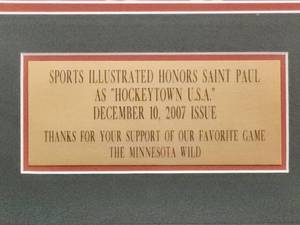 SPORTS ILLUSTRATED HONORS SAINT PAUL
AS "HOCKEYTOWN U.S.A."
DECEMBER 10, 2007 ISSUE
THANKS FOR YOUR SUPPORT OF OUR FAVORITE GAME
THE MINNESOTA WILD